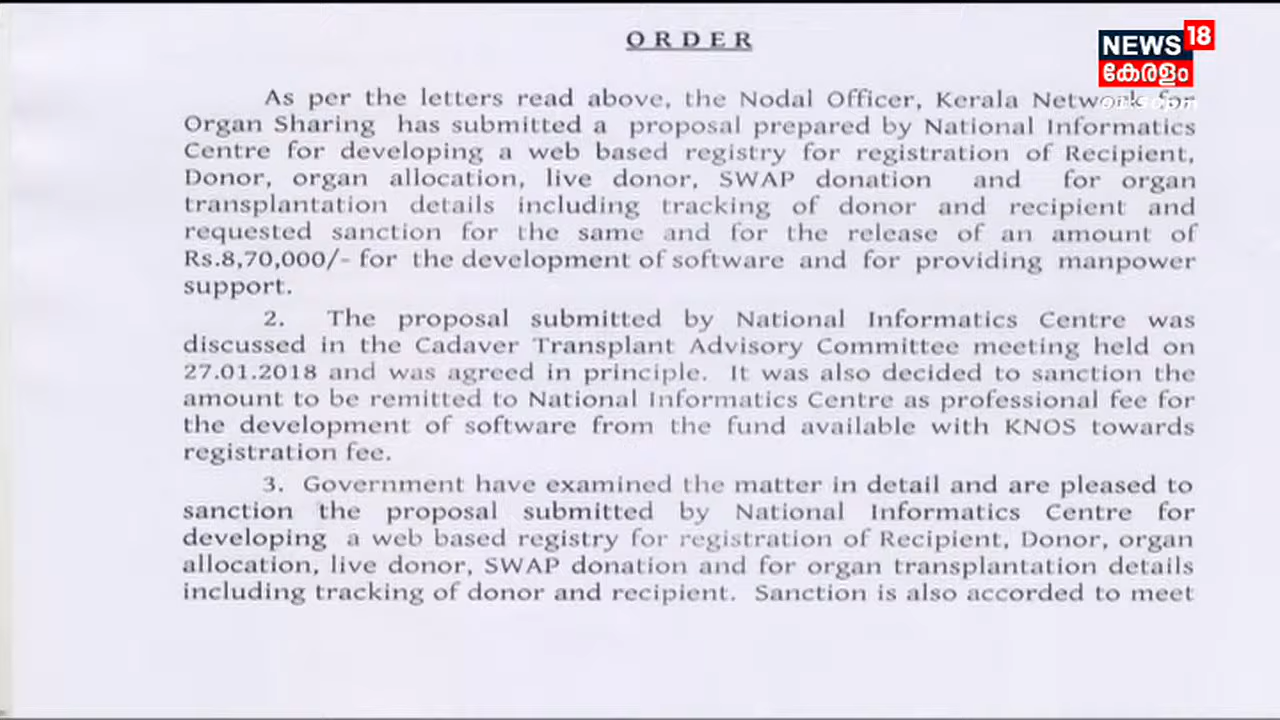 ORDER
NEWS 18
കേരളം
As per the letters read above, the Nodal Officer, Kerala Network for
Organ Sharing has submitted a proposal prepared by National Informatics
Centre for developing a web based registry for registration of Recipient,
Donor, organ allocation, live donor, SWAP donation and for organ
transplantation details including tracking of donor and recipient and
requested sanction for the same and for the release of an amount of
Rs.8,70,000/- for the development of software and for providing manpower
support.
2. The proposal submitted by National Informatics Centre was
discussed in the Cadaver Transplant Advisory Committee meeting held on
27.01.2018 and was agreed in principle. It was also decided to sanction the
amount to be remitted to National Informatics Centre as professional fee for
the development of software from the fund available with KNOS towards
registration fee.
3. Government have examined the matter in detail and are pleased to
sanction the proposal submitted by National Informatics Centre for
developing a web based registry for registration of Recipient, Donor, organ
allocation, live donor, SWAP donation and for organ transplantation details
including tracking of donor and recipient. Sanction is also accorded to meet